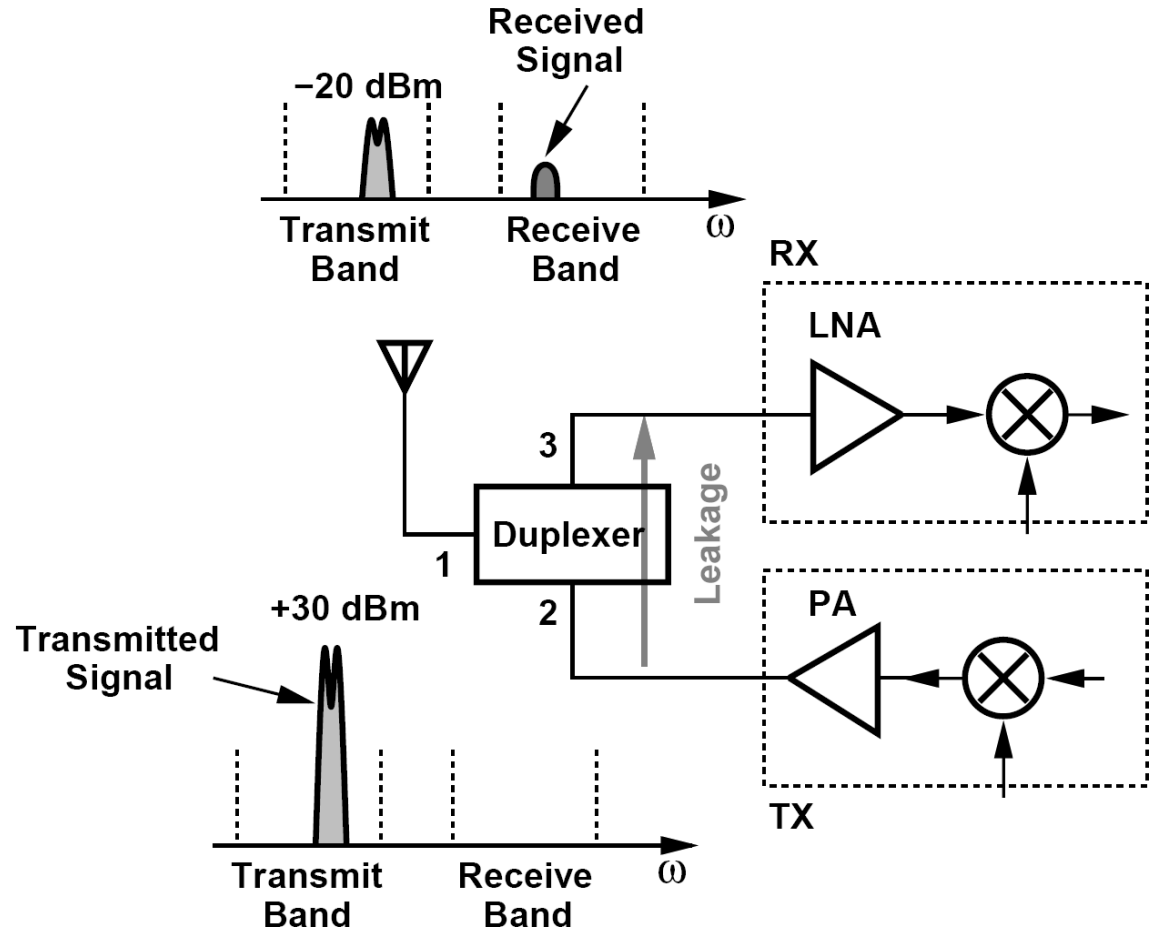 Received
Signal
−20 dBm
Transmit
Band
Receive
Band
ω
RX
LNA
3
Duplexer
1
Leakage
2
PA
+30 dBm
Transmitted
Signal
TX
Transmit
Band
Receive
Band
ω